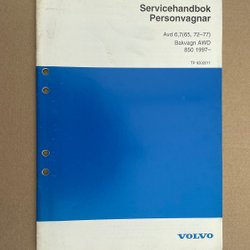 Servicehandbok
Personvagnar
Avd 6,7(65, 72–77)
Bakvagn AWD
850 1997–
VOLVO